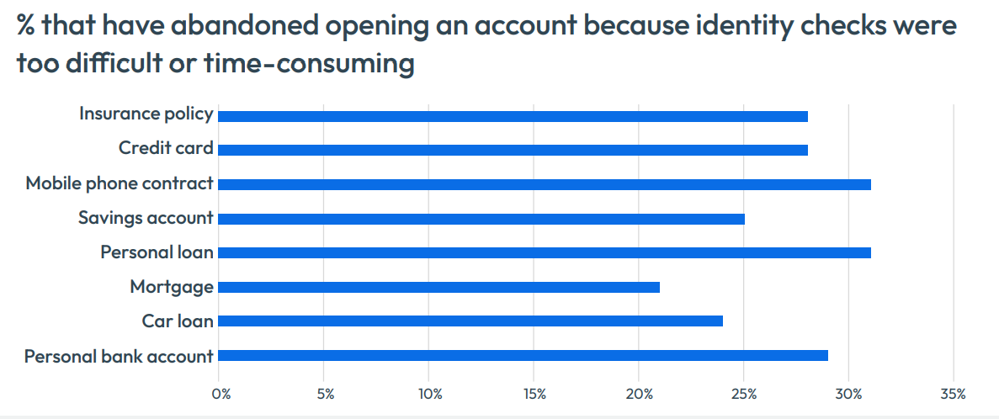 % that have abandoned opening an account because identity checks were
too difficult or time-consuming
Insurance policy
Credit card
Mobile phone contract
Savings account
Personal loan
Mortgage
Car loan
Personal bank account
0% 5% 10% 15% 20% 25% 30% 35%